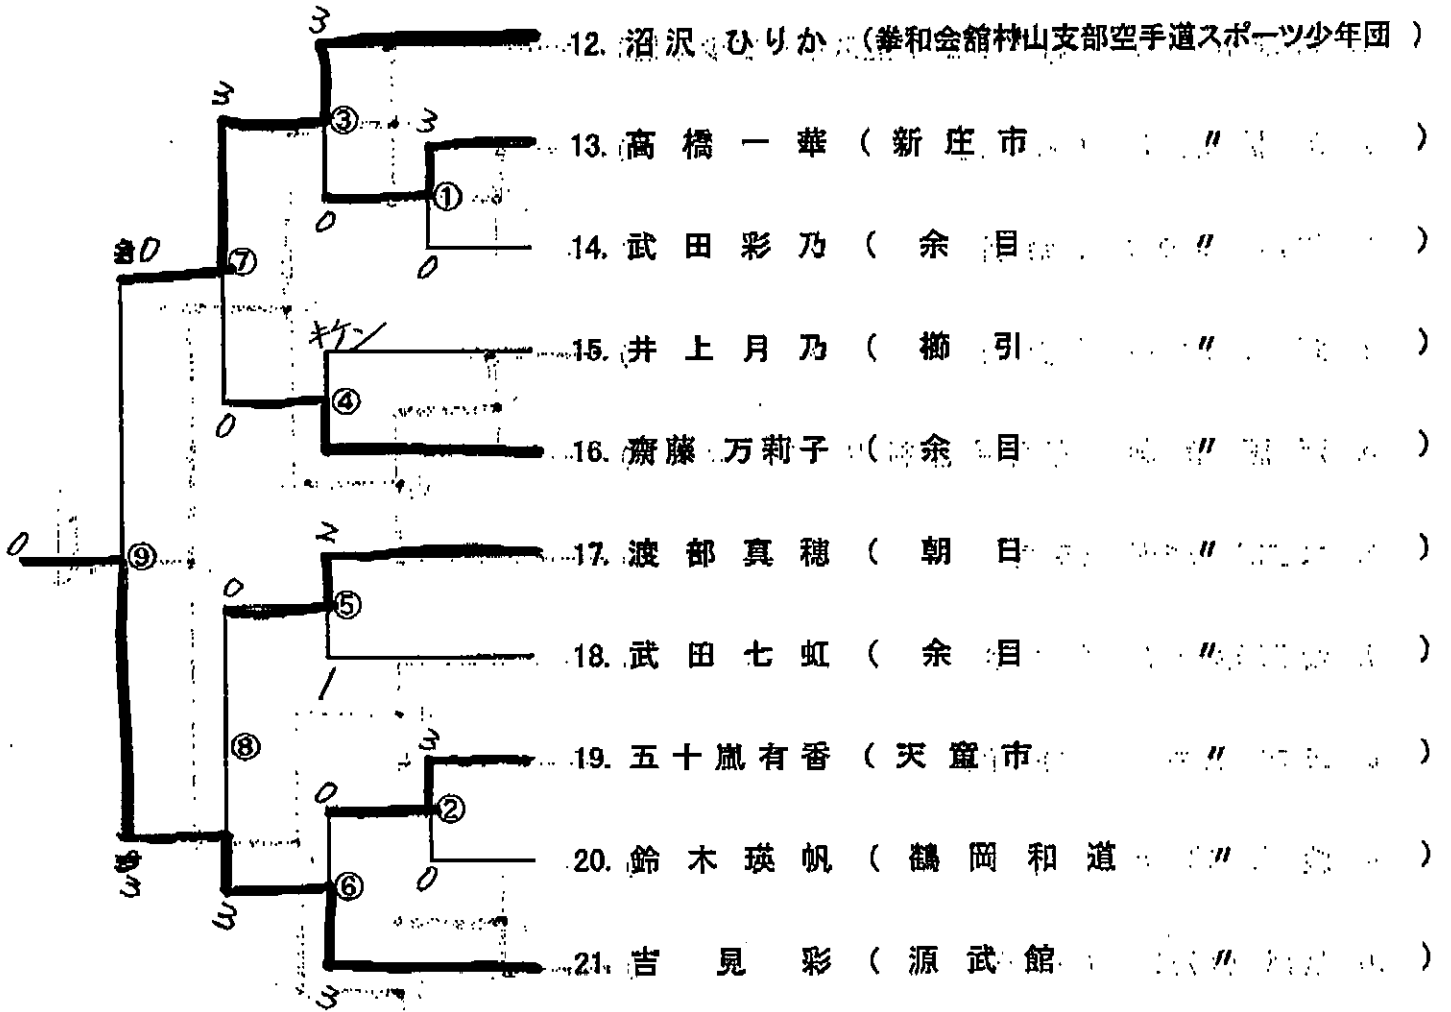 3
12. 沼沢 ひりか (拳和会舘村山支部空手道スポーツ少年団 )
3
③ 3
13. 高橋一華 ( 新庄市 〃 )
0 ①
14. 武田彩乃 ( 余目 〃 )
0 ⑦ 0
キケン
15. 井上月乃 ( 櫛引 〃 )
0 ④
16. 齋藤 万莉子 ( 余目 〃 )
2
17. 渡部真穂 ( 朝日 〃 )
0 ⑨ 0 ⑤
18. 武田七虹 ( 余目 〃 )
1
⑧ 3
19. 五十嵐有香 ( 天童市 〃 )
0 ②
20. 鈴木瑛帆 ( 鶴岡和道 〃 )
3 3 ⑥ 0
21. 吉見 彩 ( 源武館 〃 )
3